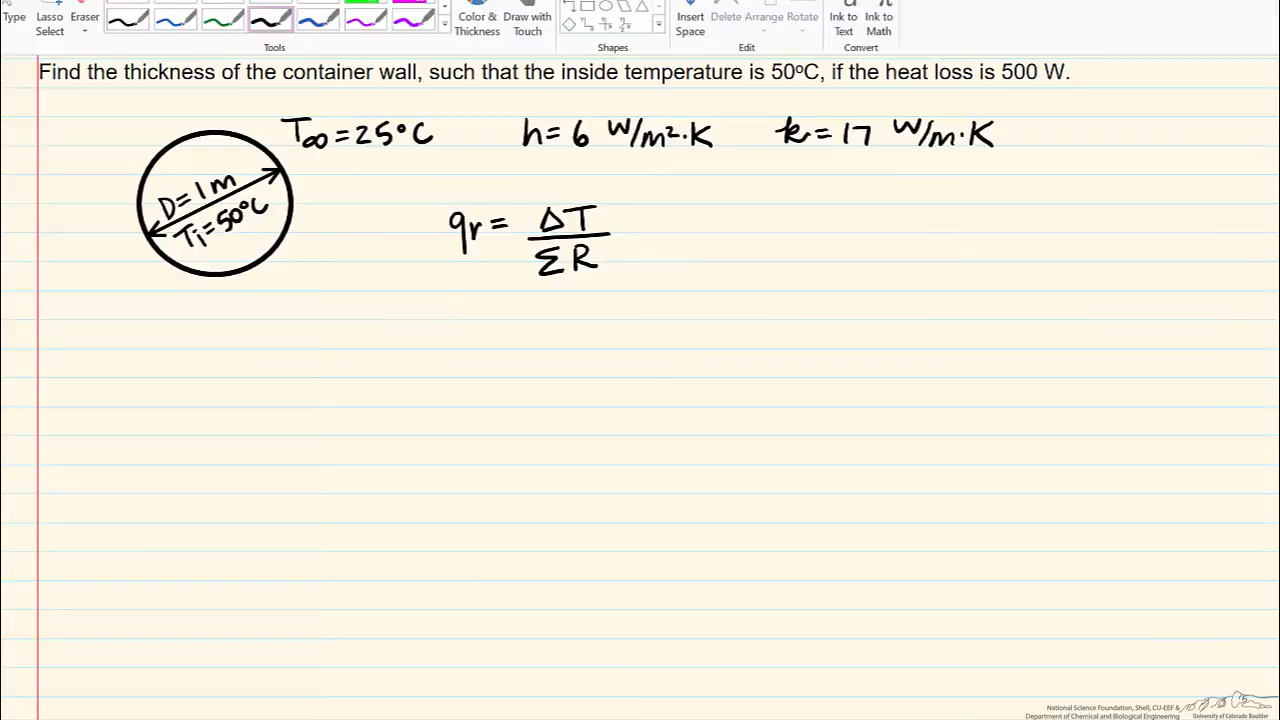 Type
Lasso Select
Eraser
Tools
Color & Thickness
Draw with Touch
Shapes
Insert Space
Delete Arrange Rotate
Edit
Ink to Text
Ink to Math
Convert
Find the thickness of the container wall, such that the inside temperature is 50°C, if the heat loss is 500 W.
T∞ = 25°C h = 6 W/m²·K k = 17 W/m·K
D = 1 m
Ti = 50°C
qr = ΔT / ΣR
National Science Foundation, Shell, CU-EEF &
Department of Chemical and Biological Engineering
University of Colorado Boulder